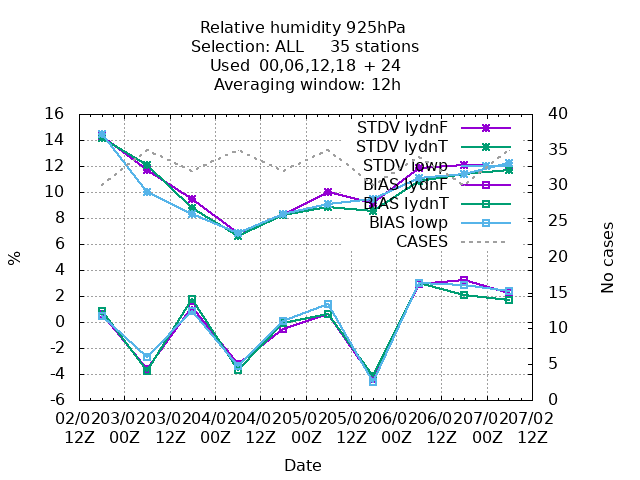 Relative humidity 925hPa
Selection: ALL 35 stations
Used 00,06,12,18 + 24
Averaging window: 12h
16 40
STDV lydnF
14 35
STDV lydnT
12 STDV lowp
10 BIAS lydnF 30
8 BIAS lydnT 25
BIAS lowp
6 CASES
20
4
% No cases
2 15
0 10
-2
5
-4
-6 0
02/02 03/02 03/02 04/02 04/02 05/02 05/02 06/02 06/02 07/02 07/02
12Z 00Z 12Z 00Z 12Z 00Z 12Z 00Z 12Z 00Z 12Z
Date